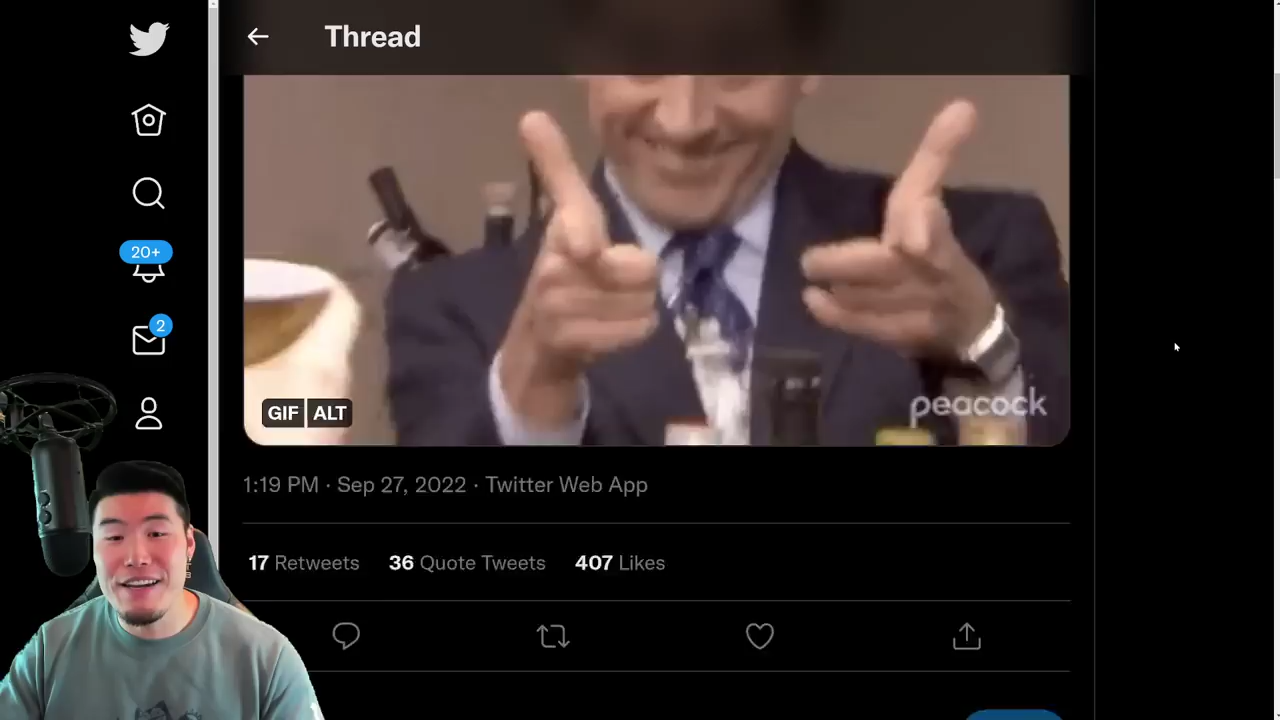 Thread
20+
2
GIF ALT
peacock
1:19 PM · Sep 27, 2022 · Twitter Web App
17 Retweets 36 Quote Tweets 407 Likes